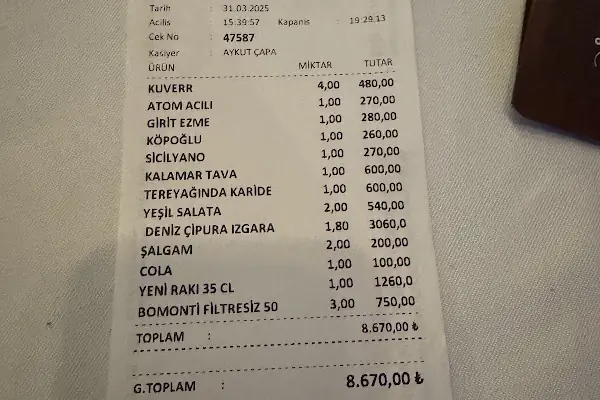 Tarih : 31.03.2025
Acilis : 15:39:57 Kapanis : 19:29.13
Cek No : 47587
Kasiyer : AYKUT ÇAPA
ÜRÜN MİKTAR TUTAR
KUVERR 4,00 480,00
ATOM ACILI 1,00 270,00
GİRİT EZME 1,00 280,00
KÖPOĞLU 1,00 260,00
SİCİLYANO 1,00 270,00
KALAMAR TAVA 1,00 600,00
TEREYAĞINDA KARİDE 1,00 600,00
YEŞİL SALATA 2,00 540,00
DENİZ ÇİPURA IZGARA 1,80 3060,0
ŞALGAM 2,00 200,00
COLA 1,00 100,00
YENİ RAKI 35 CL 1,00 1260,0
BOMONTİ FİLTRESİZ 50 3,00 750,00
TOPLAM : 8.670,00 ₺
G.TOPLAM : 8.670,00 ₺